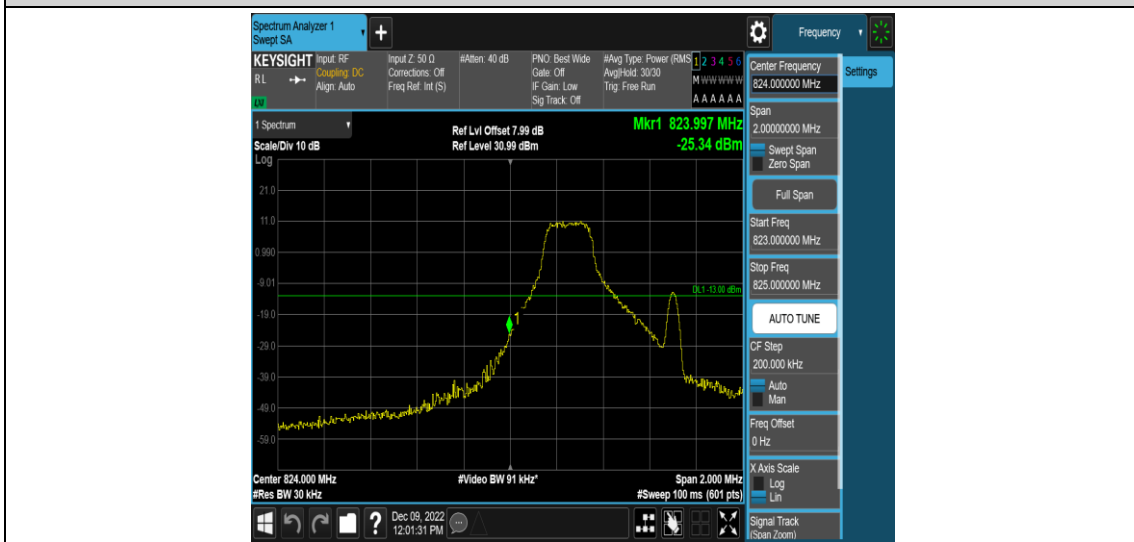 Spectrum Analyzer 1
Swept SA
+
Frequency
KEYSIGHT
RL
Input: RF
Coupling: DC
Align: Auto
Input Z: 50 Ω
Corrections: Off
Freq Ref: Int (S)
#Atten: 40 dB
PNO: Best Wide
Gate: Off
IF Gain: Low
Sig Track: Off
#Avg Type: Power (RMS
Avg|Hold: 30/30
Trig: Free Run
1 2 3 4 5 6
M W W W W W
A A A A A A
1 Spectrum
Scale/Div 10 dB
Log
Ref Lvl Offset 7.99 dB
Ref Level 30.99 dBm
Mkr1 823.997 MHz
-25.34 dBm
21.0
11.0
0.990
-9.01
DL1 -13.00 dBm
-19.0
1
-29.0
-39.0
-49.0
-59.0
Center 824.000 MHz
#Video BW 91 kHz*
Span 2.000 MHz
#Res BW 30 kHz
#Sweep 100 ms (601 pts)
?
Dec 09, 2022
12:01:31 PM
Center Frequency
824.000000 MHz
Settings
Span
2.00000000 MHz
Swept Span
Zero Span
Full Span
Start Freq
823.000000 MHz
Stop Freq
825.000000 MHz
AUTO TUNE
CF Step
200.000 kHz
Auto
Man
Freq Offset
0 Hz
X Axis Scale
Log
Lin
Signal Track
(Span Zoom)